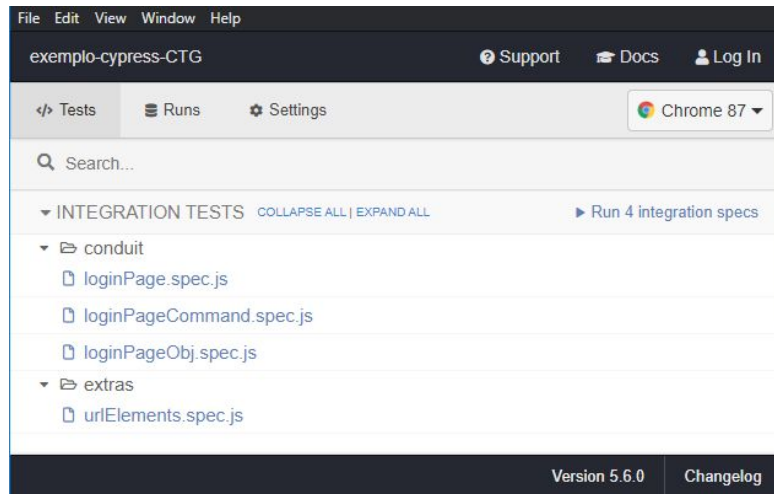 File Edit View Window Help
exemplo-cypress-CTG Support Docs Log In
</> Tests Runs Settings Chrome 87
Search...
INTEGRATION TESTS COLLAPSE ALL | EXPAND ALL Run 4 integration specs
conduit
loginPage.spec.js
loginPageCommand.spec.js
loginPageObj.spec.js
extras
urlElements.spec.js
Version 5.6.0 Changelog